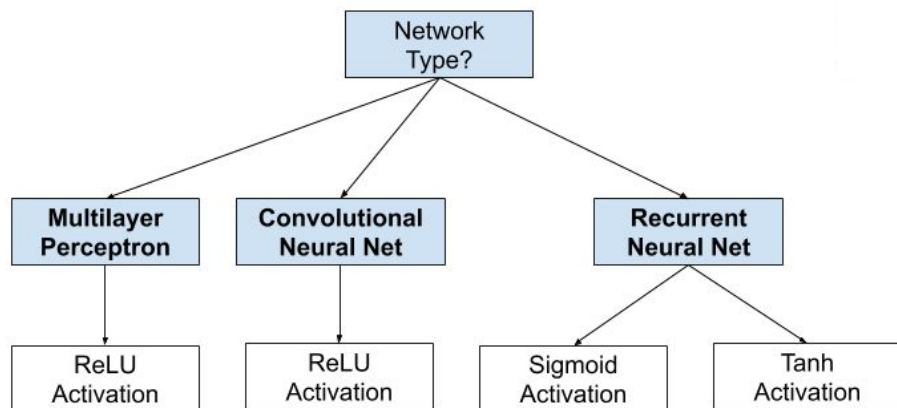 Network
Type?
Multilayer
Perceptron
Convolutional
Neural Net
Recurrent
Neural Net
ReLU
Activation
ReLU
Activation
Sigmoid
Activation
Tanh
Activation